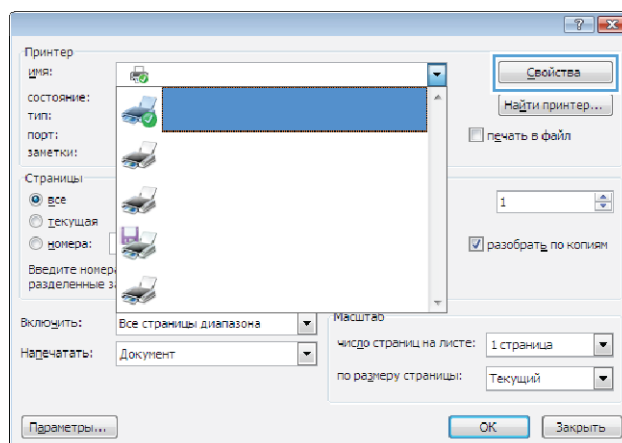 Принтер
имя:
Свойства
состояние:
Найти принтер...
тип:
порт:
печать в файл
заметки:
Страницы
все
1
текущая
номера:
разобрать по копиям
Введите номер
разделенные з
Включить:
Все страницы диапазона
Масштаб
число страниц на листе:
1 страница
Напечатать:
Документ
по размеру страницы:
Текущий
Параметры...
ОК
Закрыть